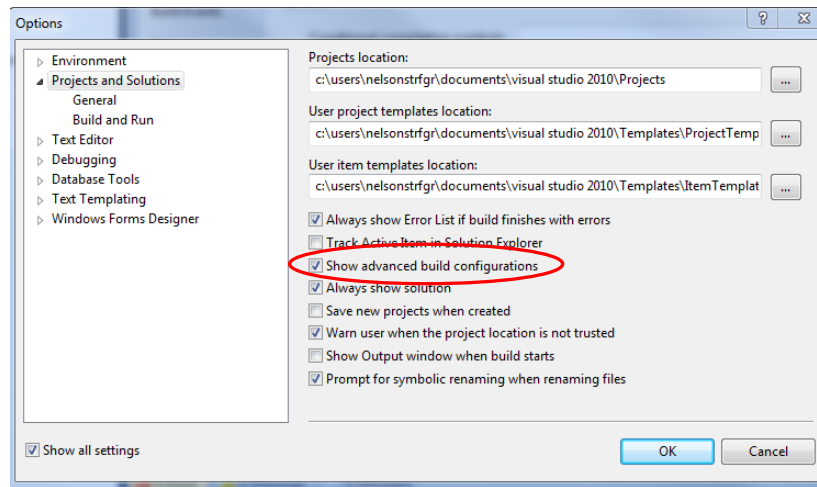 Options
Environment
Projects and Solutions
General
Build and Run
Text Editor
Debugging
Database Tools
Text Templating
Windows Forms Designer
Projects location:
c:\users\nelsonstrfgr\documents\visual studio 2010\Projects
...
User project templates location:
c:\users\nelsonstrfgr\documents\visual studio 2010\Templates\ProjectTemp
...
User item templates location:
c:\users\nelsonstrfgr\documents\visual studio 2010\Templates\ItemTemplat
...
Always show Error List if build finishes with errors
Track Active Item in Solution Explorer
Show advanced build configurations
Always show solution
Save new projects when created
Warn user when the project location is not trusted
Show Output window when build starts
Prompt for symbolic renaming when renaming files
Show all settings
OK
Cancel